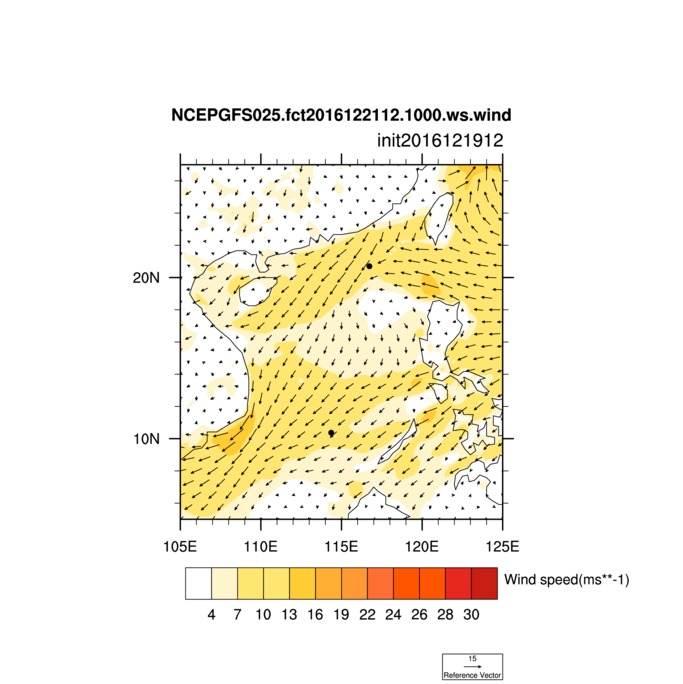 NCEPGFS025.fct2016122112.1000.ws.wind
init2016121912
20N
10N
105E 110E 115E 120E 125E
Wind speed(ms**-1)
4 7 10 13 16 19 22 24 26 28 30
15
Reference Vector